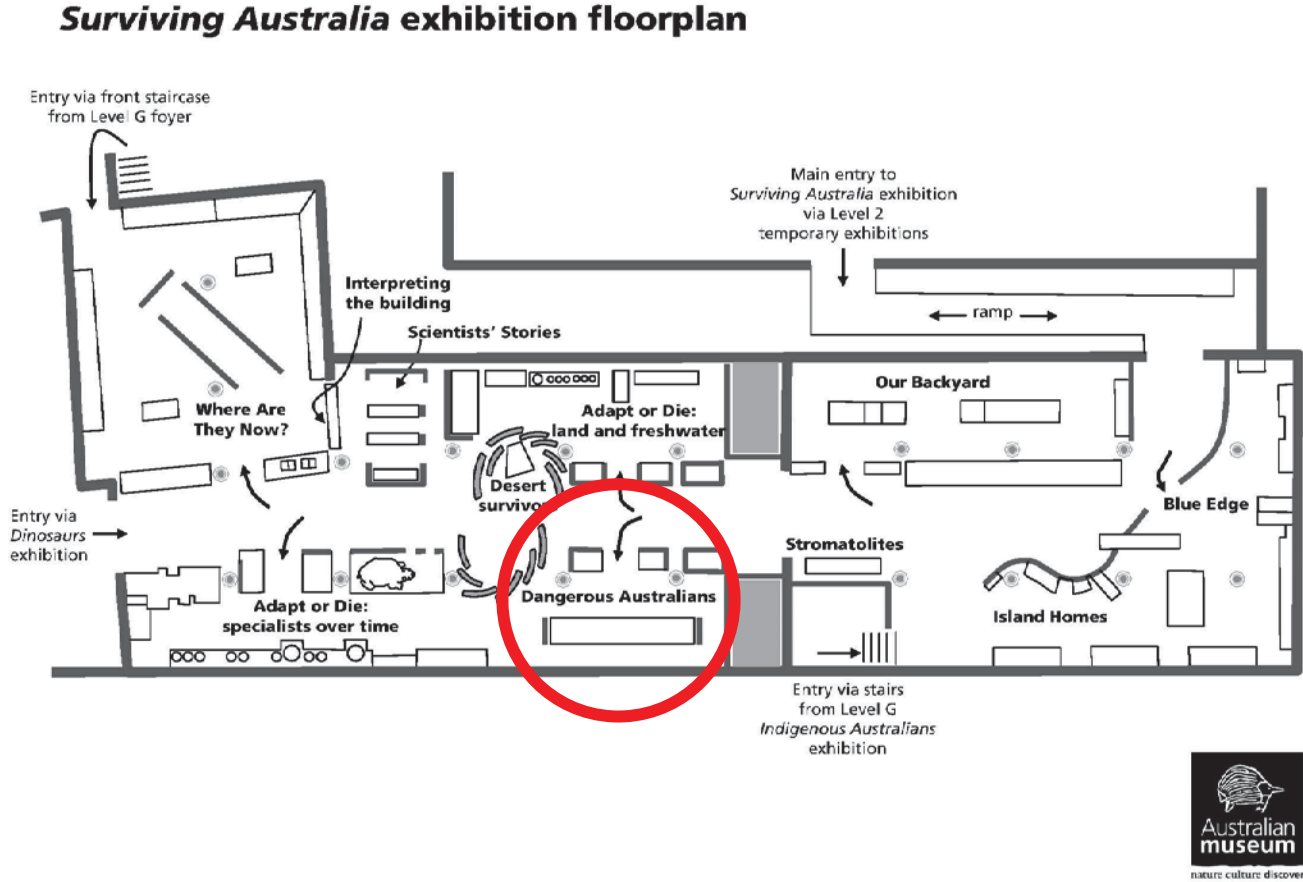 Surviving Australia exhibition floorplan
Entry via front staircase
from Level G foyer
Main entry to
Surviving Australia exhibition
via Level 2
temporary exhibitions
Interpreting
the building
ramp
Scientists' Stories
Our Backyard
Where Are
They Now?
Adapt or Die:
land and freshwater
Desert
Blue Edge
Entry via
Dinosaurs
exhibition
Stromatolites
Dangerous Australians
Adapt or Die:
specialists over time
Island Homes
Entry via stairs
from Level G
Indigenous Australians
exhibition
Australian
museum
nature culture discover